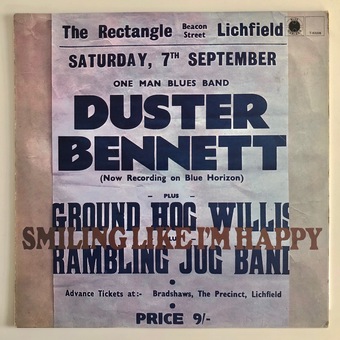 The Rectangle Beacon Street Lichfield
SATURDAY, 7TH SEPTEMBER
ONE MAN BLUES BAND
DUSTER
BENNETT
(Now Recording on Blue Horizon)
- PLUS -
GROUND HOG WILLIS
SMILING LIKE I'M HAPPY
RAMBLING JUG BAND
Advance Tickets at :- Bradshaws, The Precinct, Lichfield
PRICE 9/-